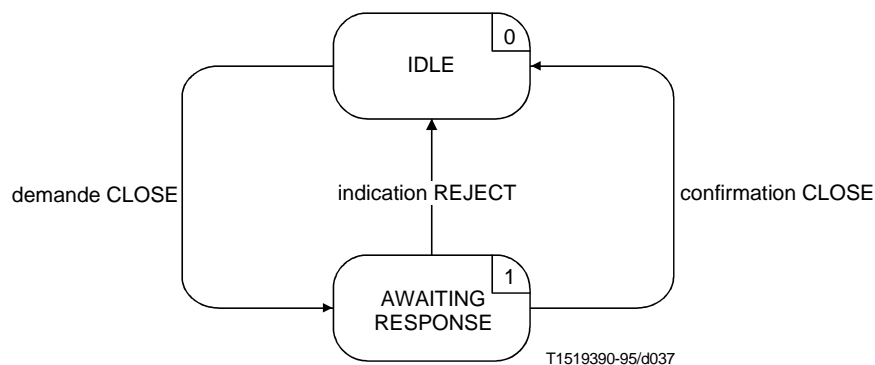 0
IDLE
demande CLOSE
indication REJECT
confirmation CLOSE
1
AWAITING
RESPONSE
T1519390-95/d037